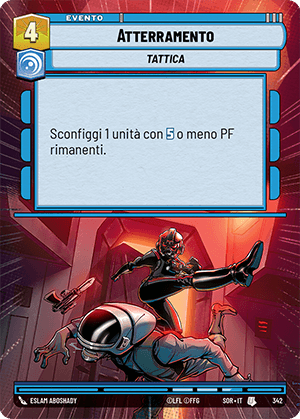 EVENTO
4
ATTERRAMENTO
TATTICA
Sconfiggi 1 unità con 5 o meno PF
rimanenti.
ESLAM ABOSHADY
©LFL ©FFG
SOR • IT
342